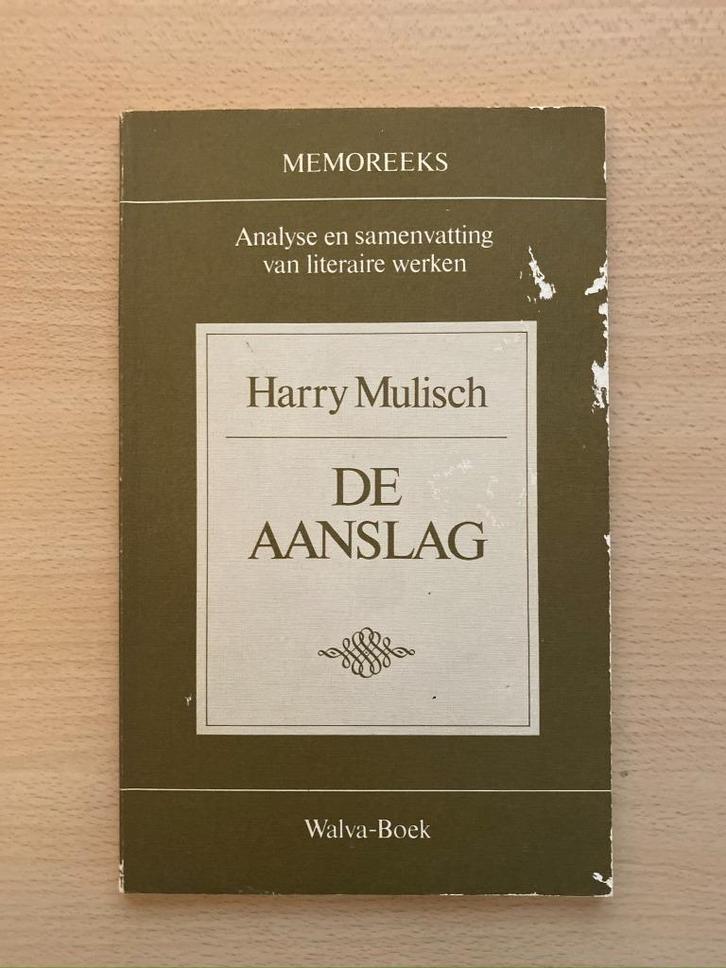 MEMOREEKS
Analyse en samenvatting
van literaire werken
Harry Mulisch
DE
AANSLAG
Walva-Boek